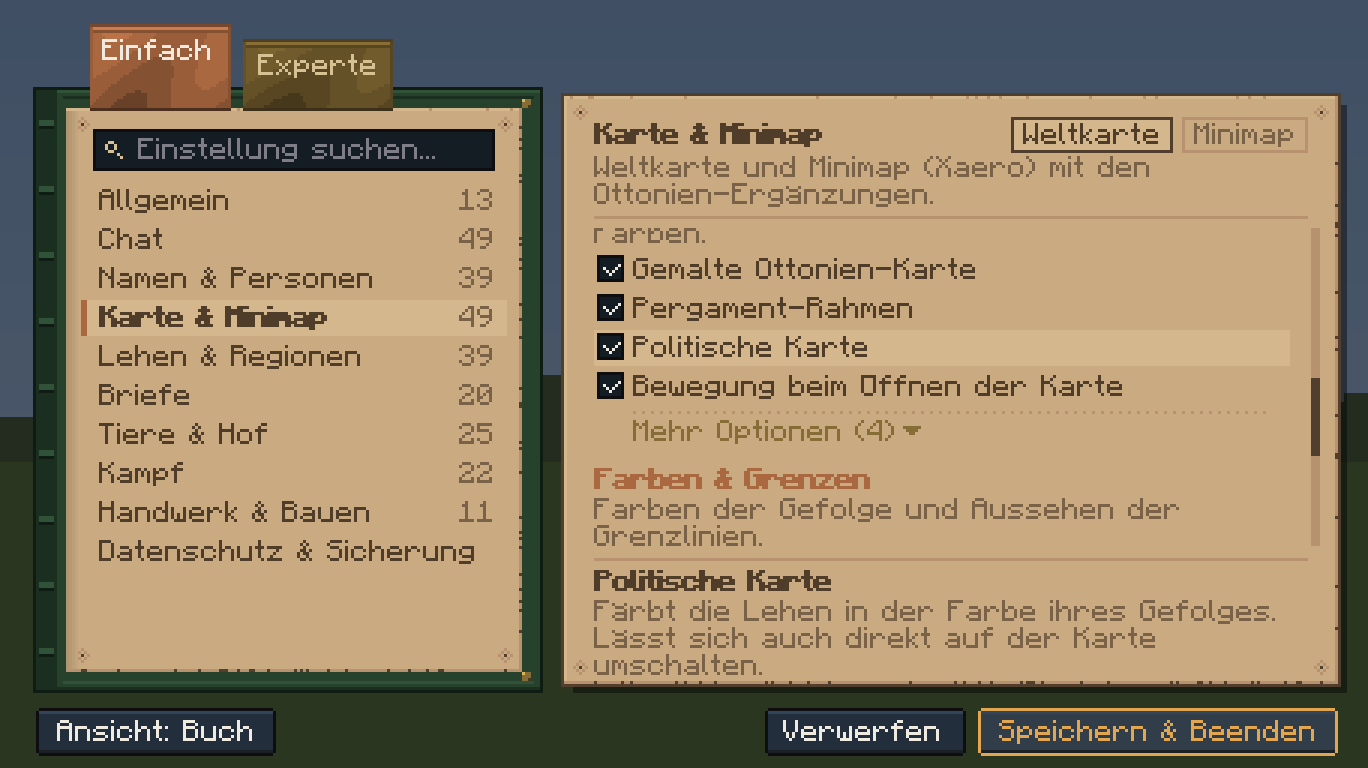 Einfach
Experte
Einstellung suchen...
Allgemein 13
Chat 49
Namen & Personen 39
Karte & Minimap 49
Lehen & Regionen 39
Briefe 20
Tiere & Hof 25
Kampf 22
Handwerk & Bauen 11
Datenschutz & Sicherung
Karte & Minimap
Weltkarte
Minimap
Weltkarte und Minimap (Xaero) mit den
Ottonien-Ergänzungen.
Farben.
Gemalte Ottonien-Karte
Pergament-Rahmen
Politische Karte
Bewegung beim Öffnen der Karte
Mehr Optionen (4)
Farben & Grenzen
Farben der Gefolge und Aussehen der
Grenzlinien.
Politische Karte
Färbt die Lehen in der Farbe ihres Gefolges.
Lässt sich auch direkt auf der Karte
umschalten.
Ansicht: Buch
Verwerfen
Speichern & Beenden